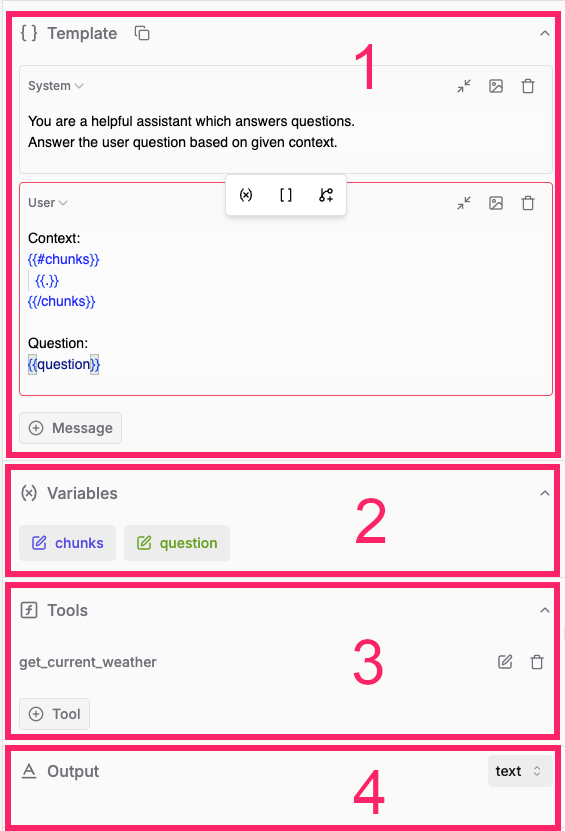 {} Template
1
System
You are a helpful assistant which answers questions.
Answer the user question based on given context.
User
(x) [ ]
Context:
{{#chunks}}
{{.}}
{{/chunks}}
Question:
{{question}}
Message
(x) Variables
2
chunks question
Tools
3
get_current_weather
Tool
A Output
text
4